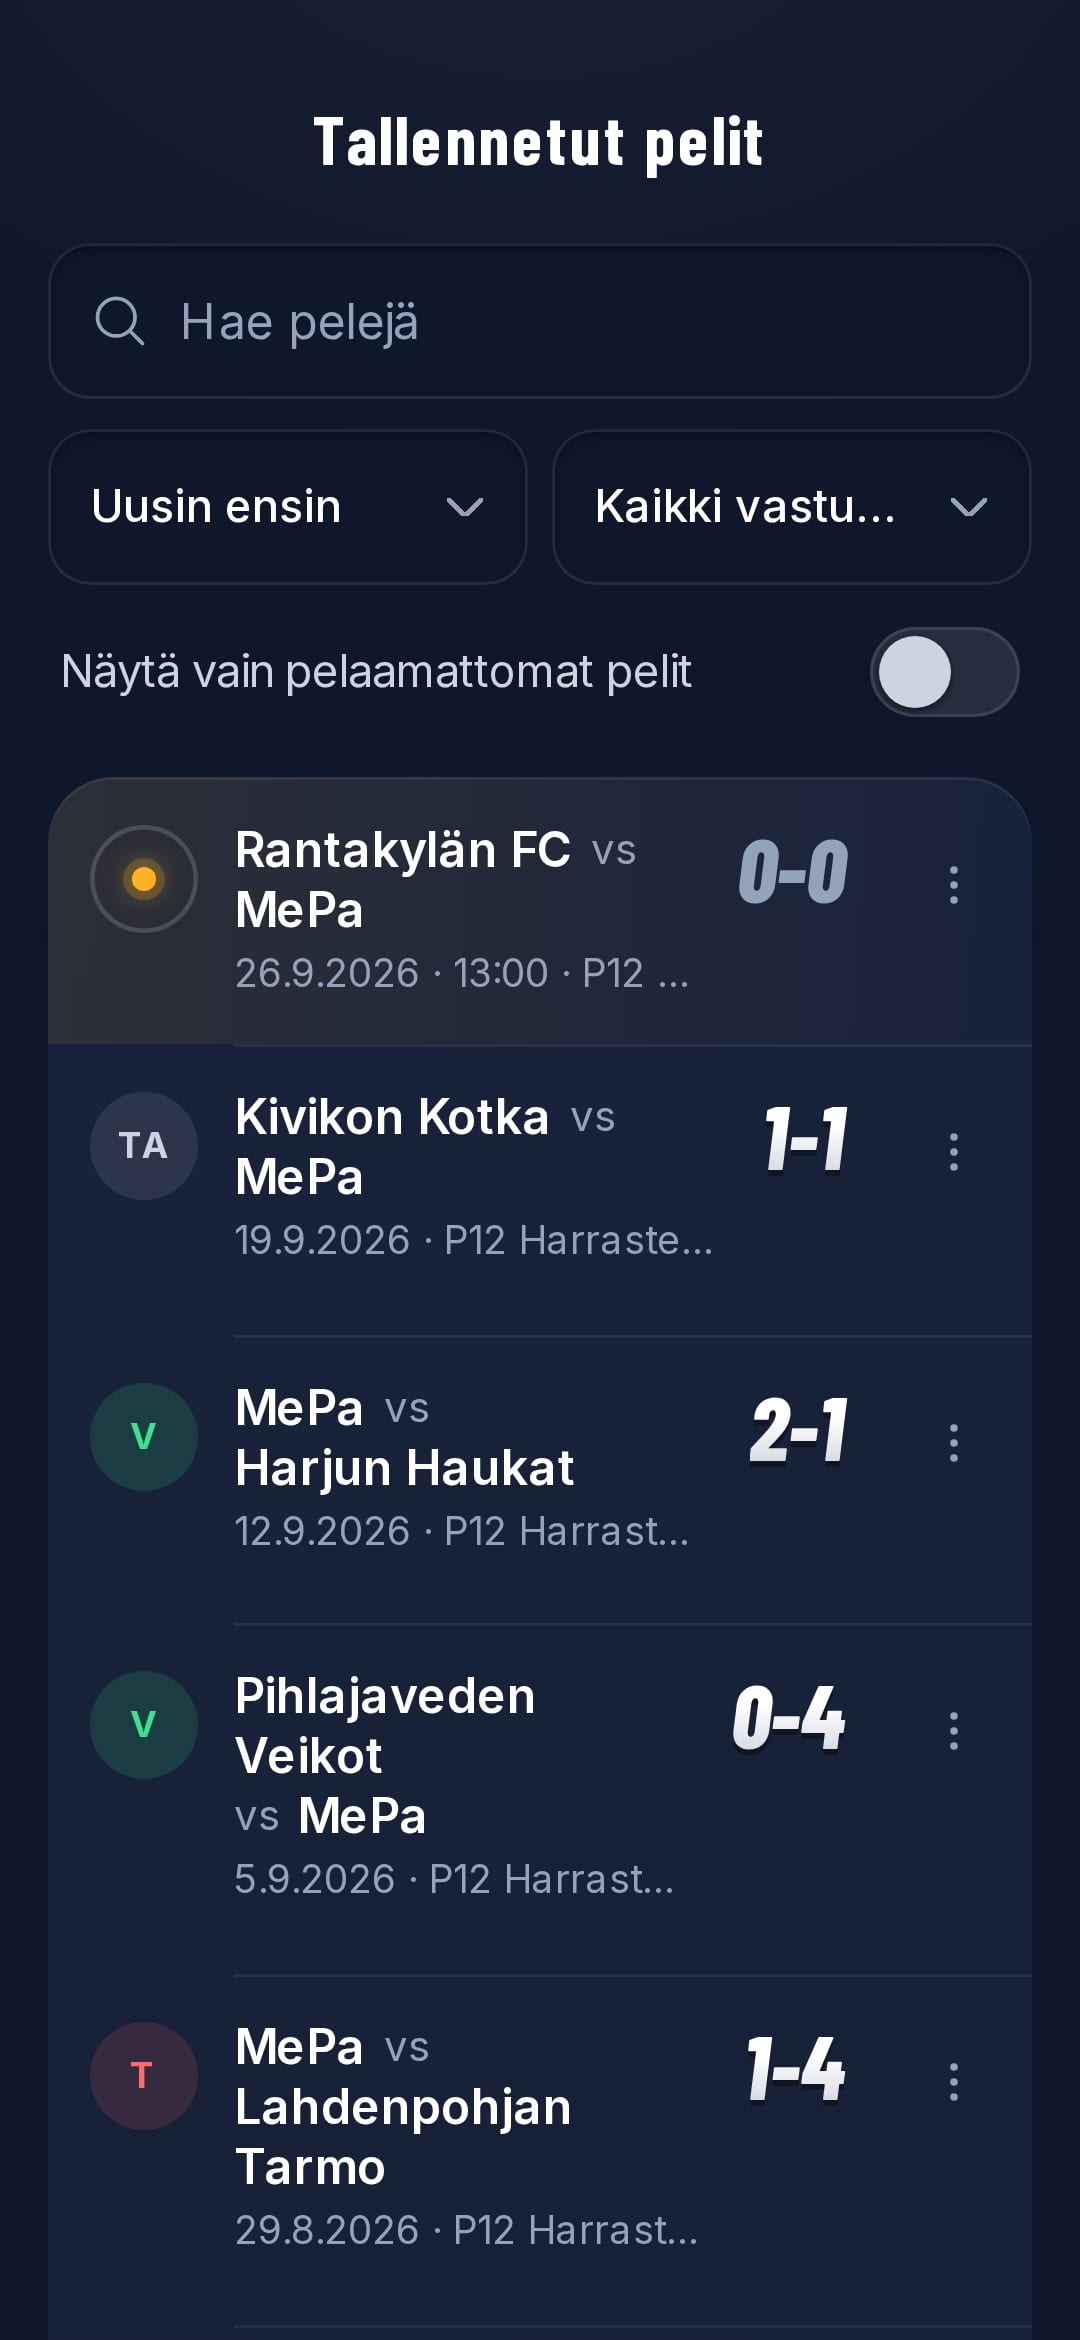 Tallennetut pelit
Hae pelejä
Uusin ensin
Kaikki vastu...
Näytä vain pelaamattomat pelit
Rantakylän FC vs
MePa
0-0
26.9.2026 · 13:00 · P12 ...
TA
Kivikon Kotka vs
MePa
1-1
19.9.2026 · P12 Harraste...
V
MePa vs
Harjun Haukat
2-1
12.9.2026 · P12 Harrast...
V
Pihlajaveden
Veikot
vs MePa
0-4
5.9.2026 · P12 Harrast...
T
MePa vs
Lahdenpohjan
Tarmo
1-4
29.8.2026 · P12 Harrast...